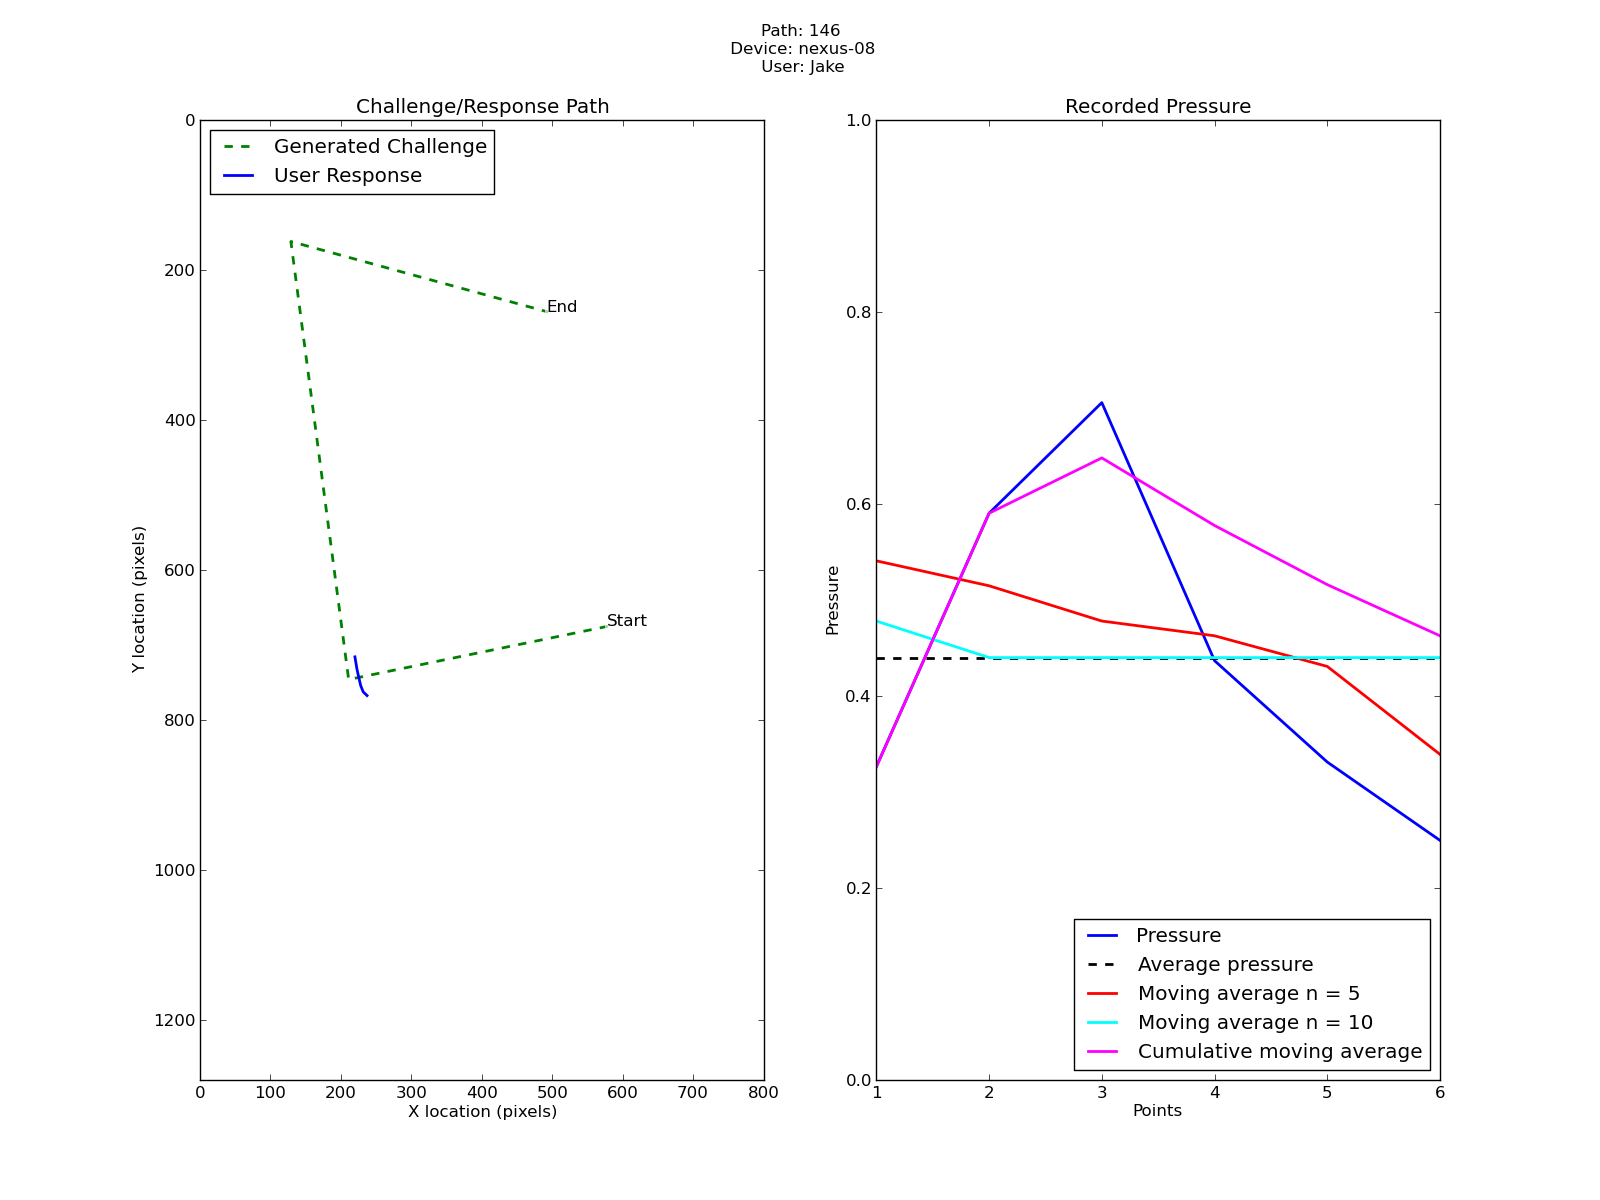 Path: 146
Device: nexus-08
User: Jake
Challenge/Response Path
Generated Challenge
User Response
End
Start
0
200
400
600
800
1000
1200
Y location (pixels)
0 100 200 300 400 500 600 700 800
X location (pixels)
Recorded Pressure
1.0
0.8
0.6
0.4
0.2
0.0
Pressure
Pressure
Average pressure
Moving average n = 5
Moving average n = 10
Cumulative moving average
1 2 3 4 5 6
Points